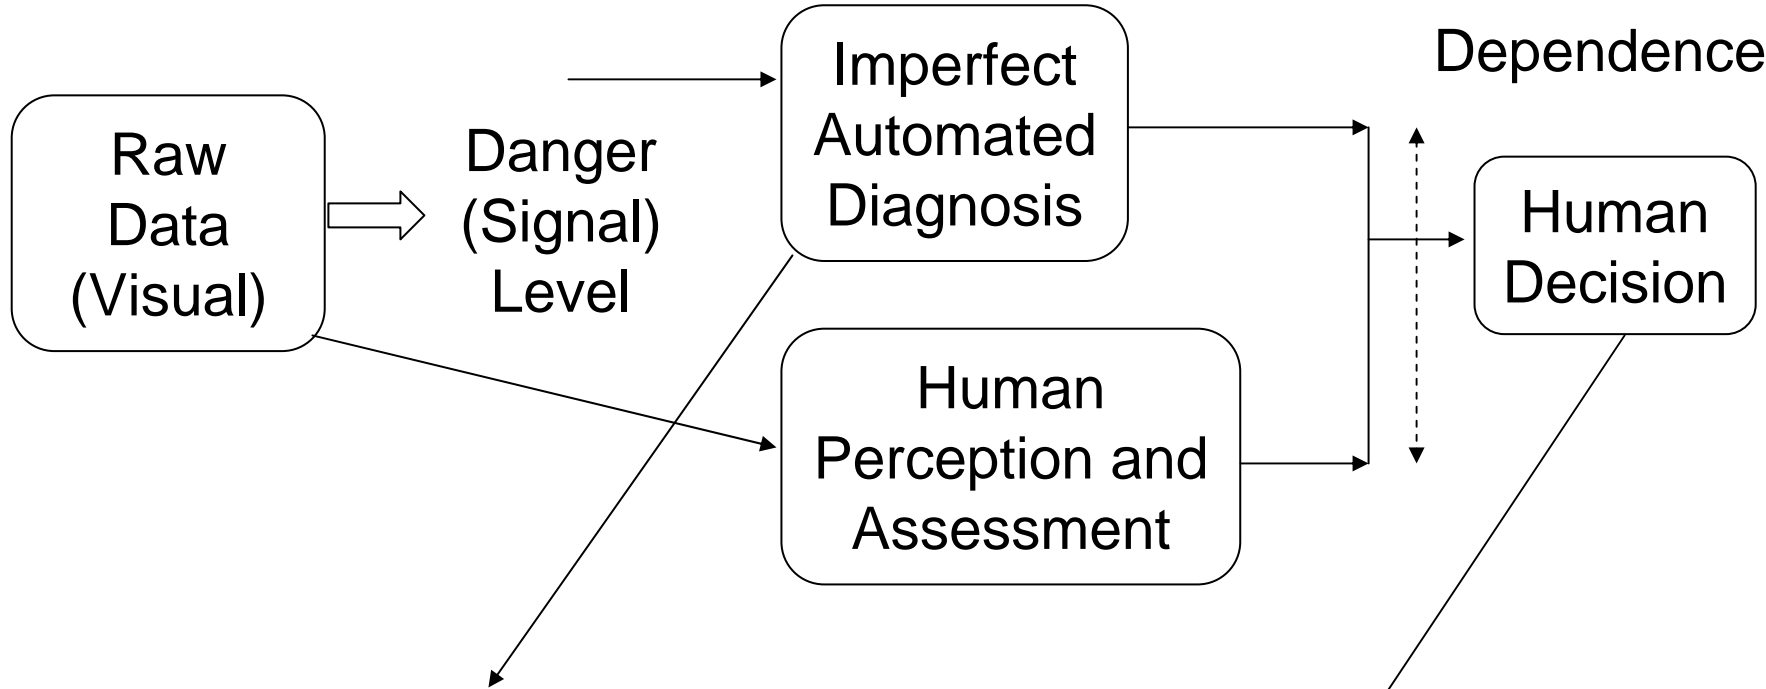 Raw
Data
(Visual)
Danger
(Signal)
Level
Imperfect
Automated
Diagnosis
Human
Perception and
Assessment
Dependence
Human
Decision